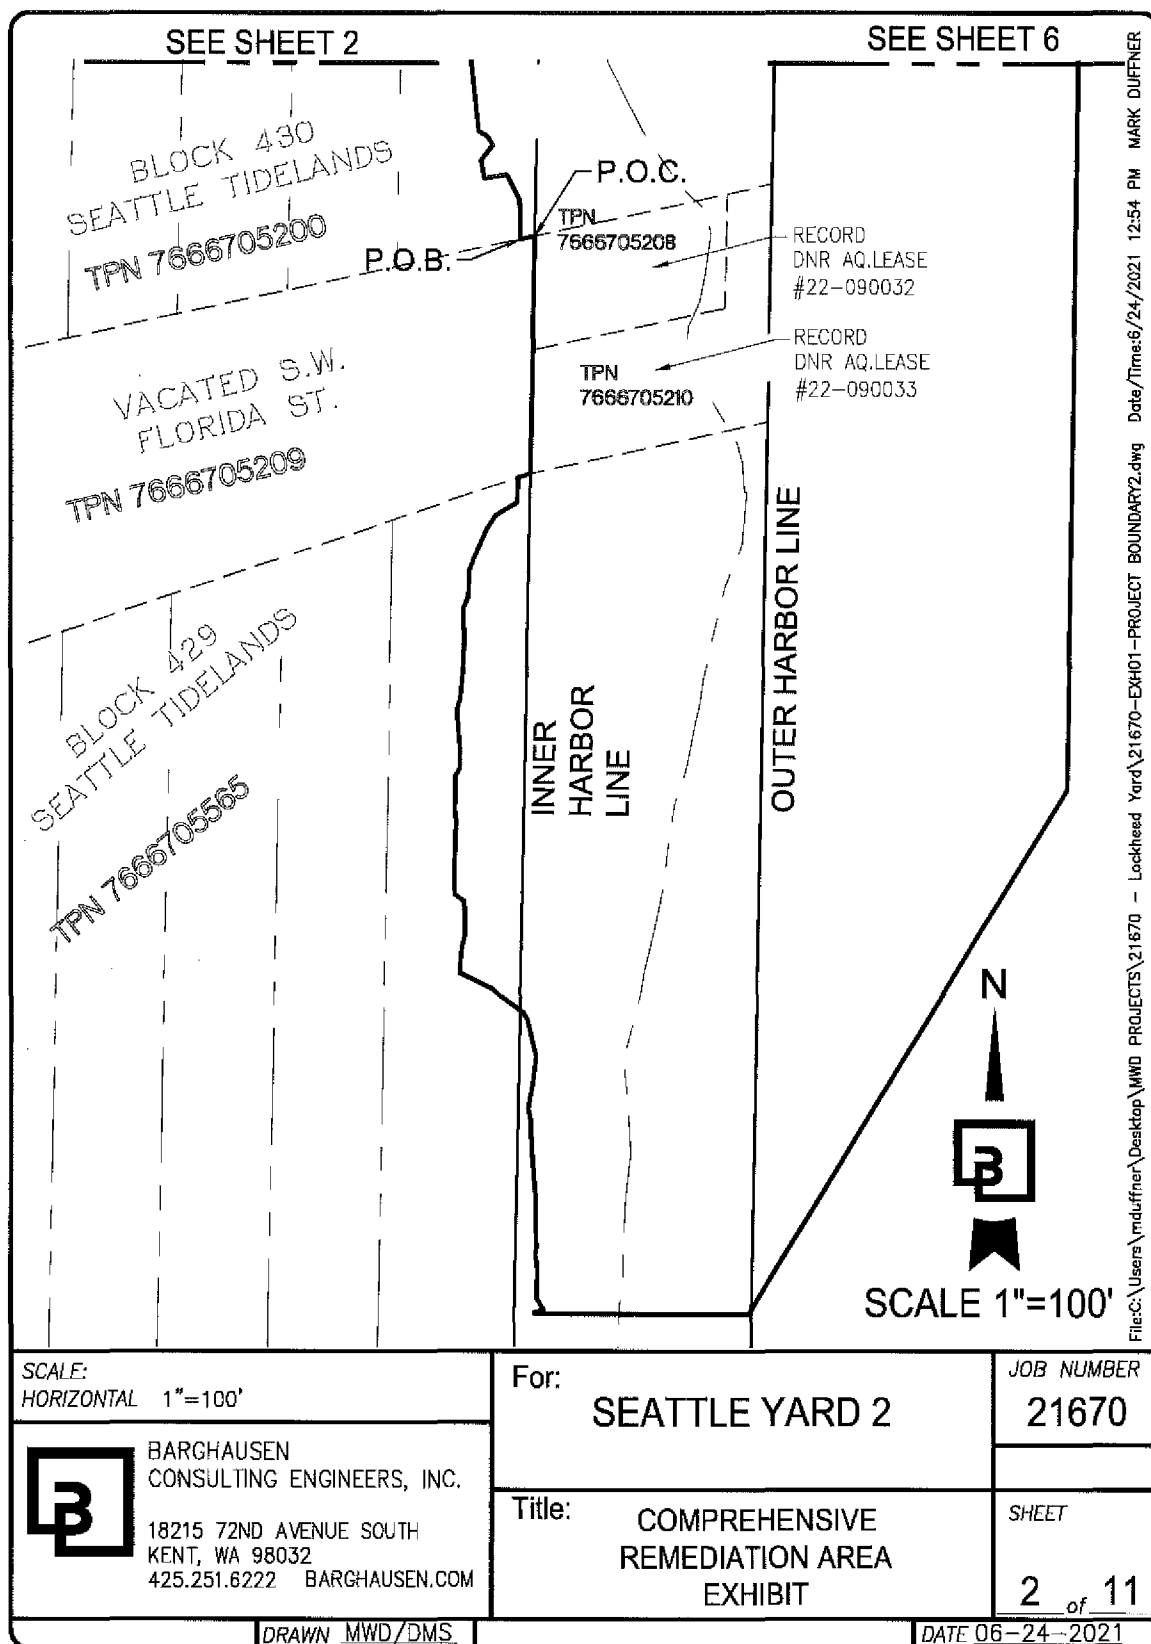 SEE SHEET 2
SEE SHEET 6
BLOCK 430
SEATTLE TIDELANDS
TPN 7666705200
P.O.C.
P.O.B.
TPN
7666705208
RECORD
DNR AQ.LEASE
#22-090032
RECORD
DNR AQ.LEASE
#22-090033
TPN
7666705210
VACATED S.W.
FLORIDA ST.
TPN 7666705209
BLOCK 429
SEATTLE TIDELANDS
TPN 7666705565
INNER
HARBOR
LINE
OUTER HARBOR LINE
N
B
SCALE 1"=100'
File:C:\Users\mduffner\Desktop\MWD PROJECTS\21670 - Lockheed Yard\21670-EXH01-PROJECT BOUNDARY2.dwg Date/Time:6/24/2021 12:54 PM MARK DUFFNER
SCALE:
HORIZONTAL 1"=100'
B
BARGHAUSEN
CONSULTING ENGINEERS, INC.
18215 72ND AVENUE SOUTH
KENT, WA 98032
425.251.6222 BARGHAUSEN.COM
For:
SEATTLE YARD 2
JOB NUMBER
21670
Title:
COMPREHENSIVE
REMEDIATION AREA
EXHIBIT
SHEET
2 of 11
DRAWN MWD/DMS
DATE 06-24-2021